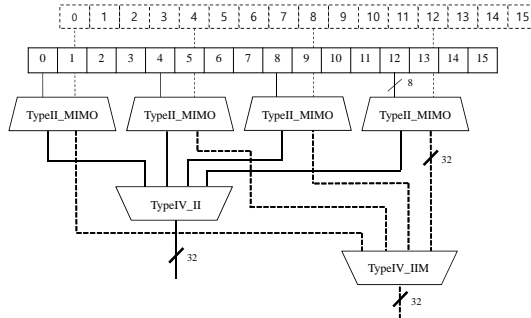 0 1 2 3 4 5 6 7 8 9 10 11 12 13 14 15
0 1 2 3 4 5 6 7 8 9 10 11 12 13 14 15
8
TypeII_MIMO TypeII_MIMO TypeII_MIMO TypeII_MIMO
32
TypeIV_II
32
TypeIV_IIM
32